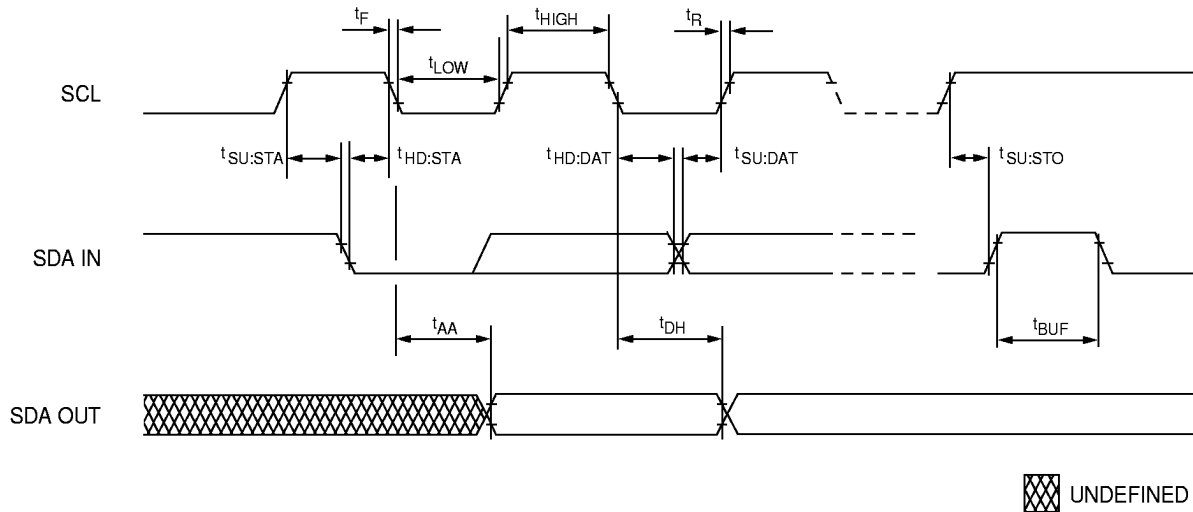 tF
tHIGH
tR
tLOW
SCL
tSU:STA
tHD:STA
tHD:DAT
tSU:DAT
tSU:STO
SDA IN
tAA
tDH
tBUF
SDA OUT
UNDEFINED